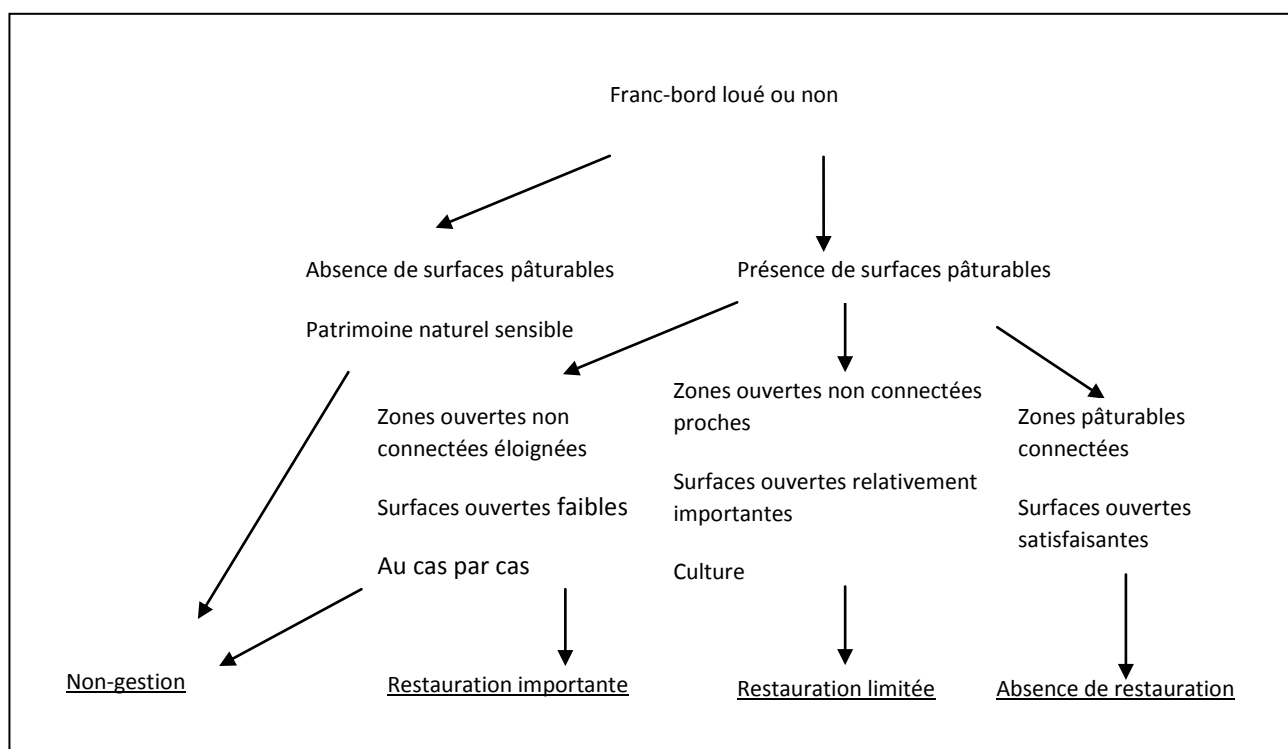 Franc-bord loué ou non
Absence de surfaces pâturables
Présence de surfaces pâturables
Patrimoine naturel sensible
Zones ouvertes non
connectées éloignées
Surfaces ouvertes faibles
Au cas par cas
Zones ouvertes non connectées
proches
Surfaces ouvertes relativement
importantes
Culture
Zones pâturables
connectées
Surfaces ouvertes
satisfaisantes
Non-gestion
Restauration importante
Restauration limitée
Absence de restauration